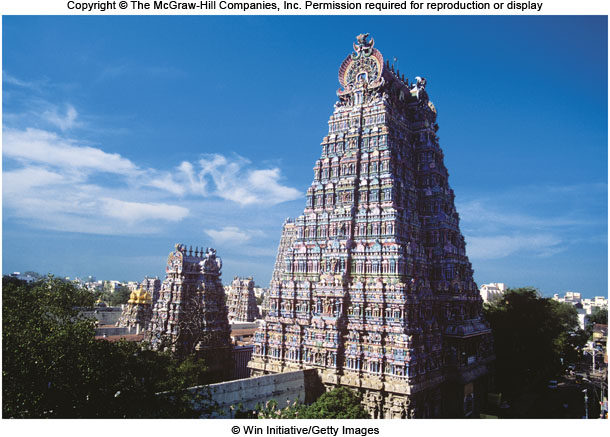 Copyright © The McGraw-Hill Companies, Inc. Permission required for reproduction or display
© Win Initiative/Getty Images